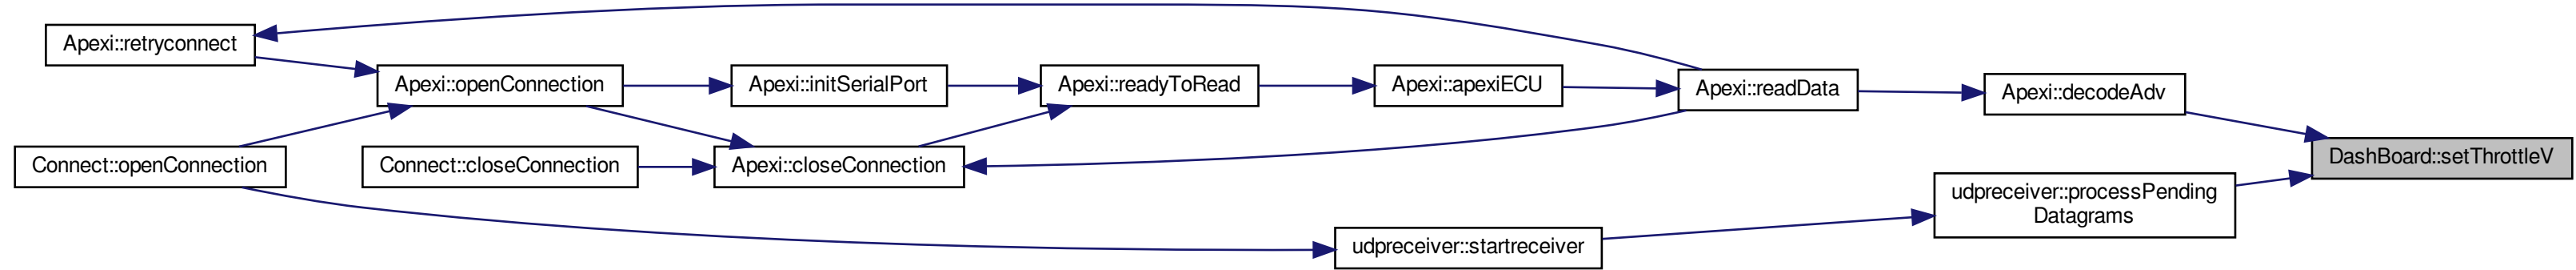 Apexi::retryconnect
Apexi::openConnection
Apexi::initSerialPort
Apexi::readyToRead
Apexi::apexiECU
Apexi::readData
Apexi::decodeAdv
Connect::openConnection
Connect::closeConnection
Apexi::closeConnection
DashBoard::setThrottleV
udpreceiver::processPending
Datagrams
udpreceiver::startreceiver